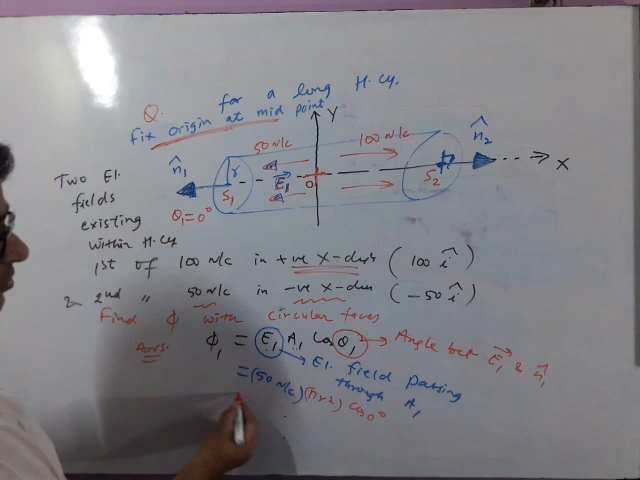 Q. for a long H. Cy.
fix origin at mid point
Y
50 N/c
100 N/c
n̂1
n̂2
r
E1
0
S1
S2
X
θ1 = 0°
Two El.
fields
existing
within H. Cy
1st of 100 N/c in +ve X-dirn (100 î)
& 2nd " 50 N/c in -ve X-dirn (-50 î)
Find ϕ with circular faces
Ans.
ϕ1 = E1 A1 Cos θ1 → Angle bet E1 & n̂1
→ El. field passing
through A1
= (50 N/c)(πr2) Cos 0°